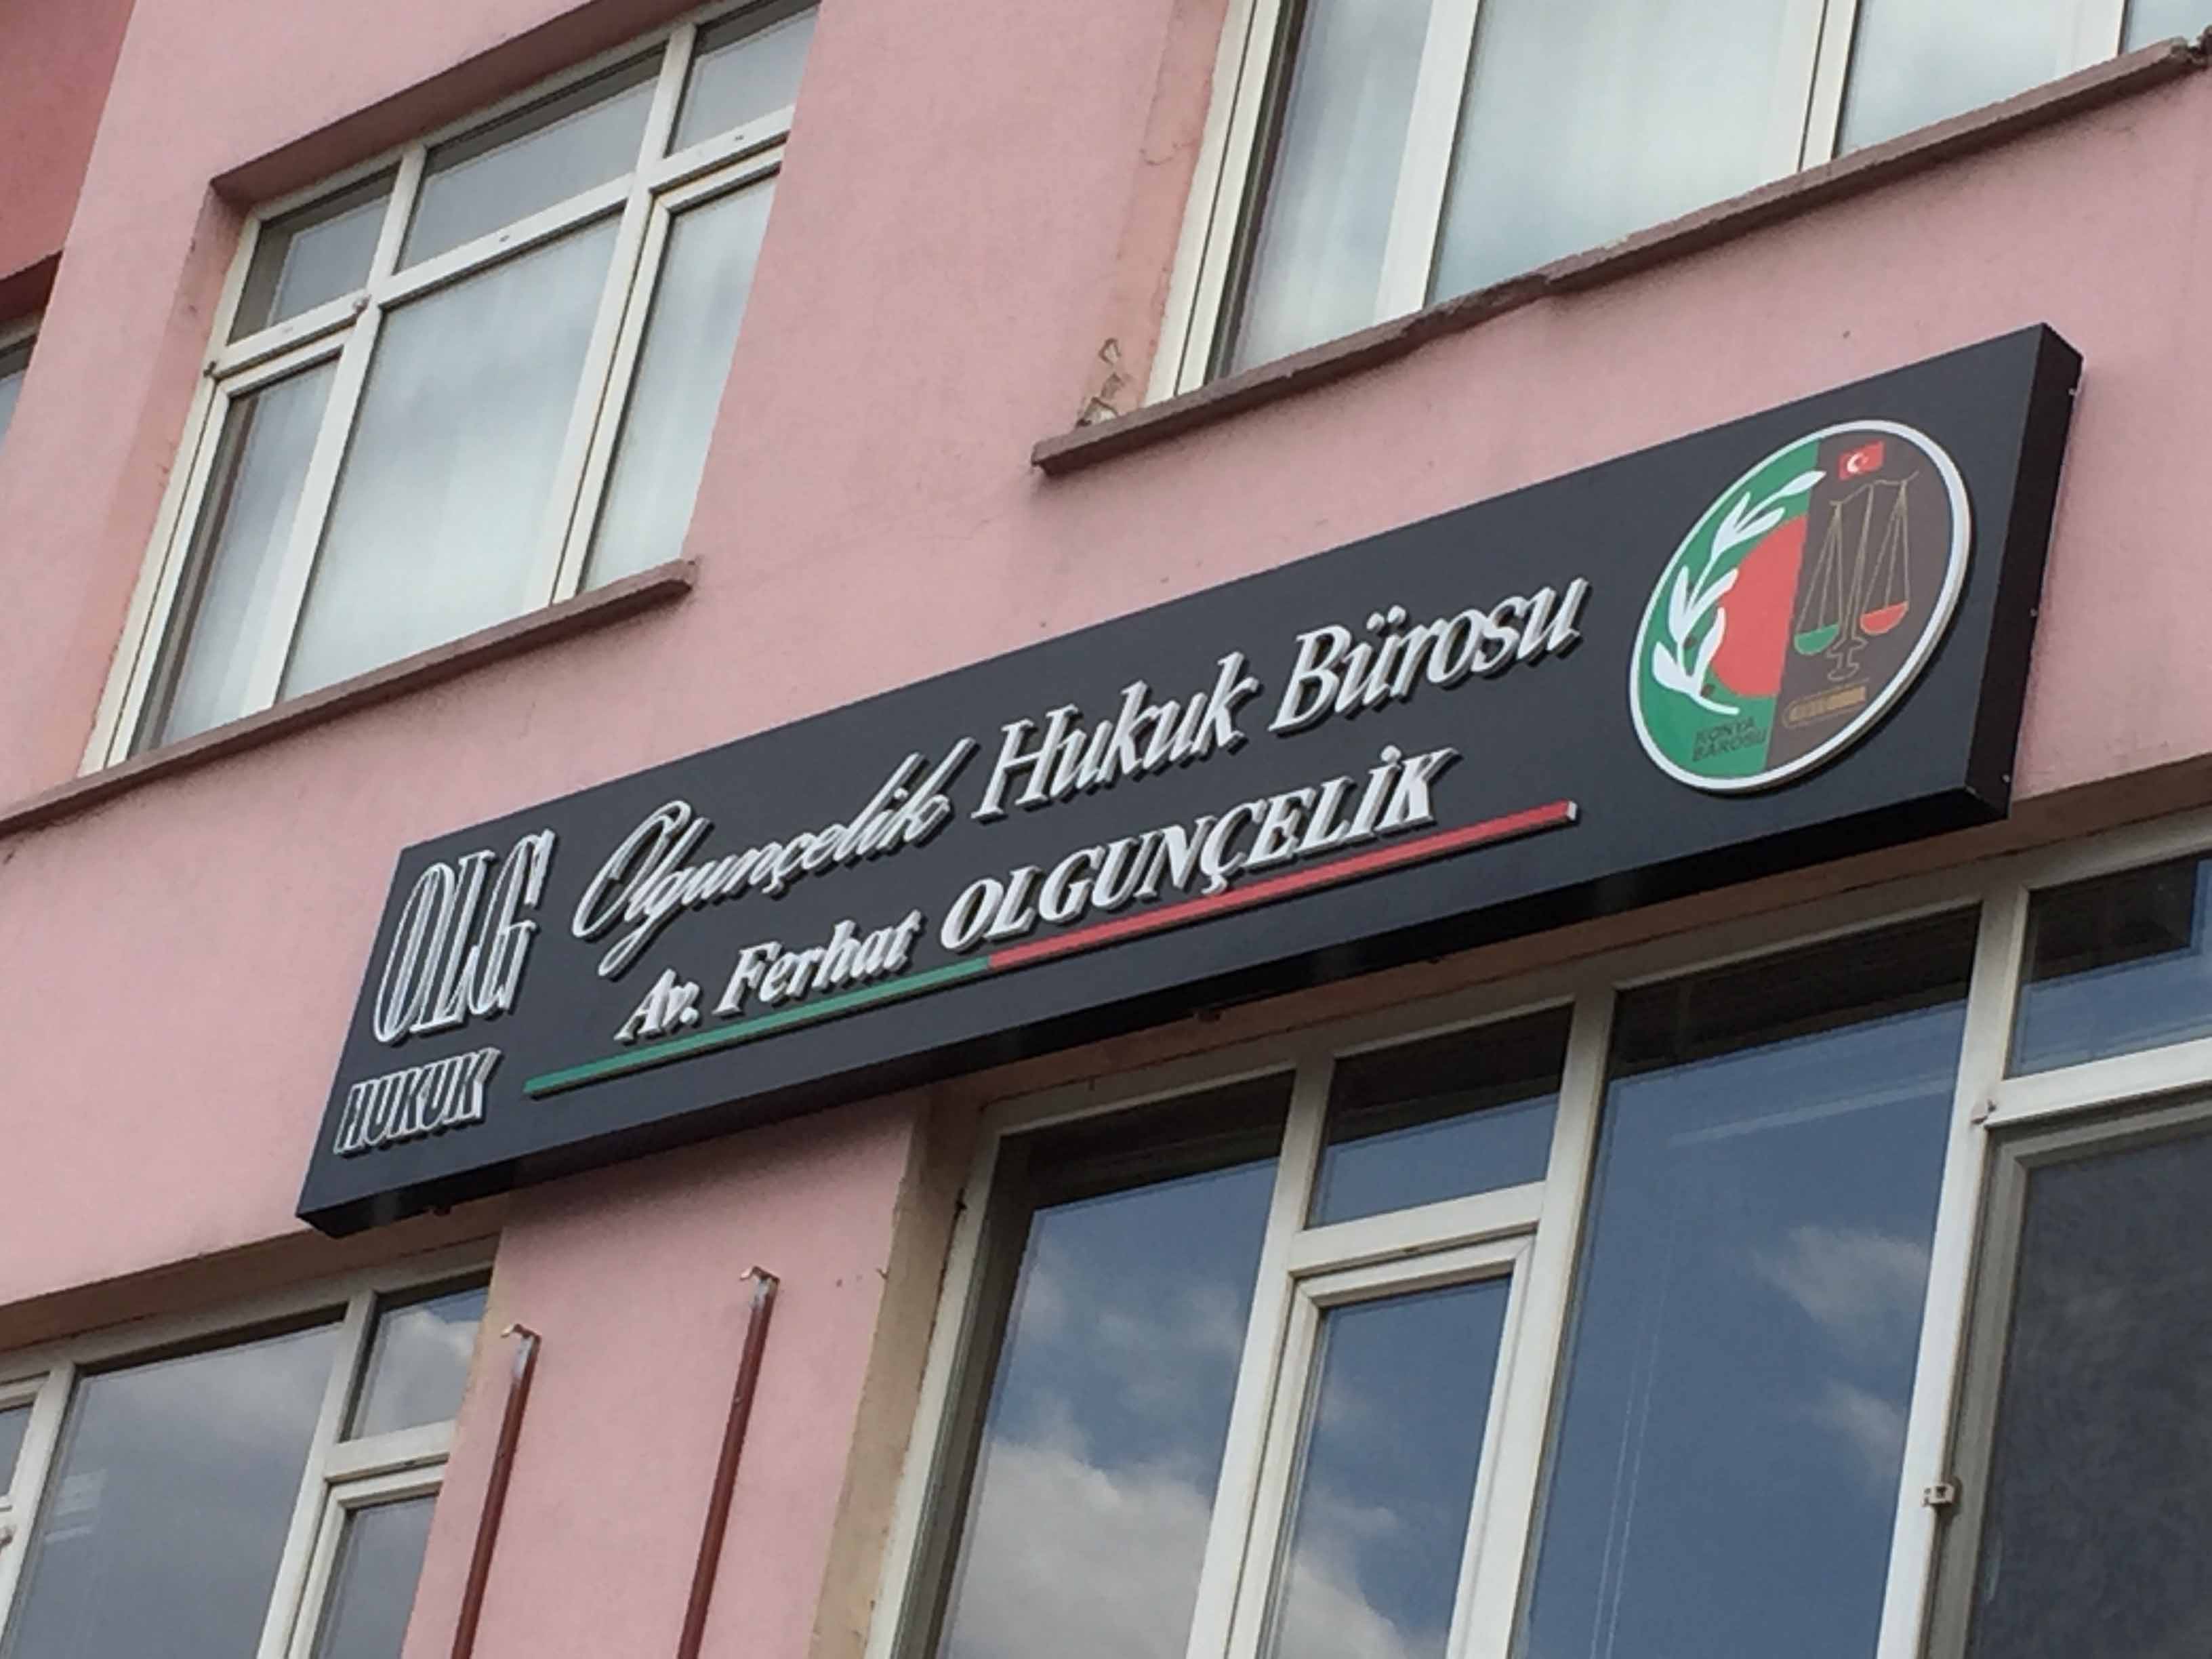 OLG
HUKUK
Olgunçelik Hukuk Bürosu
Av. Ferhat OLGUNÇELİK
KONYA
BAROSU